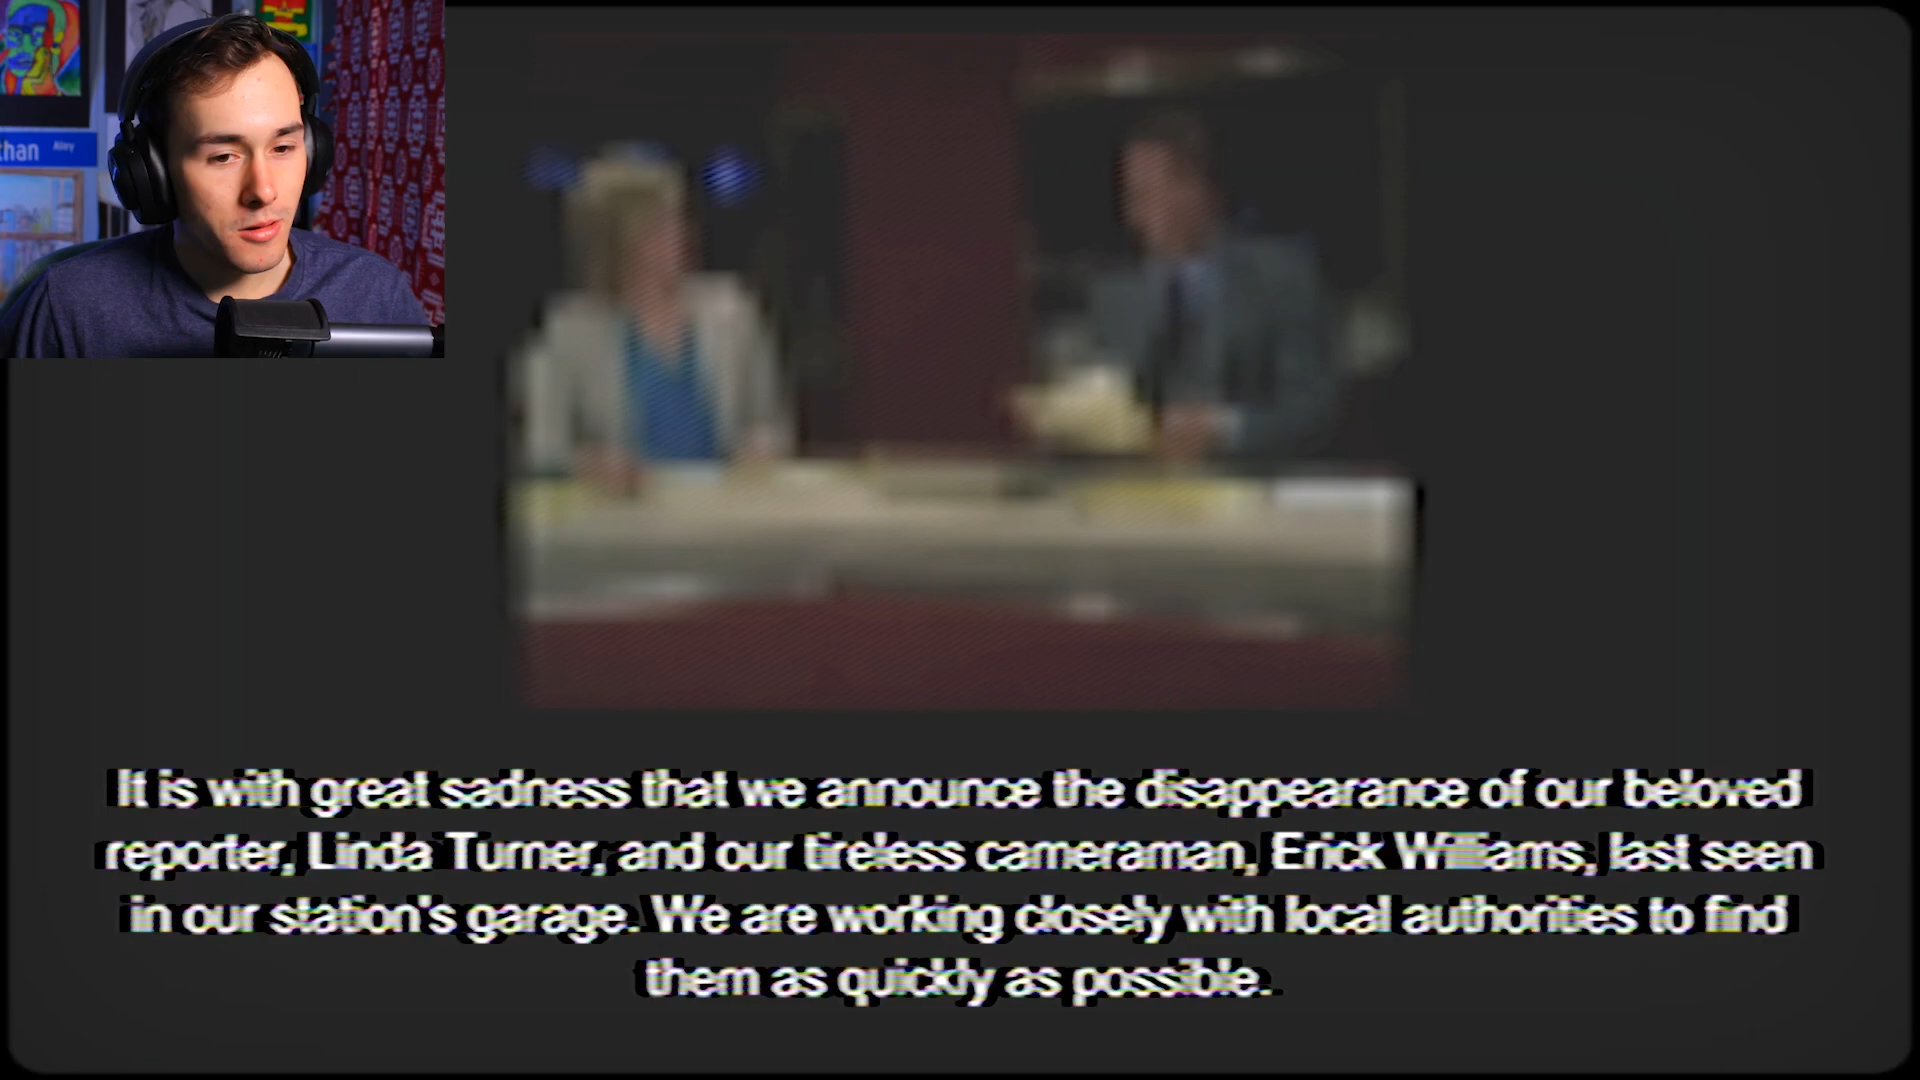 than Alley
It is with great sadness that we announce the disappearance of our beloved
reporter, Linda Turner, and our tireless cameraman, Erick Williams, last seen
in our station's garage. We are working closely with local authorities to find
them as quickly as possible.